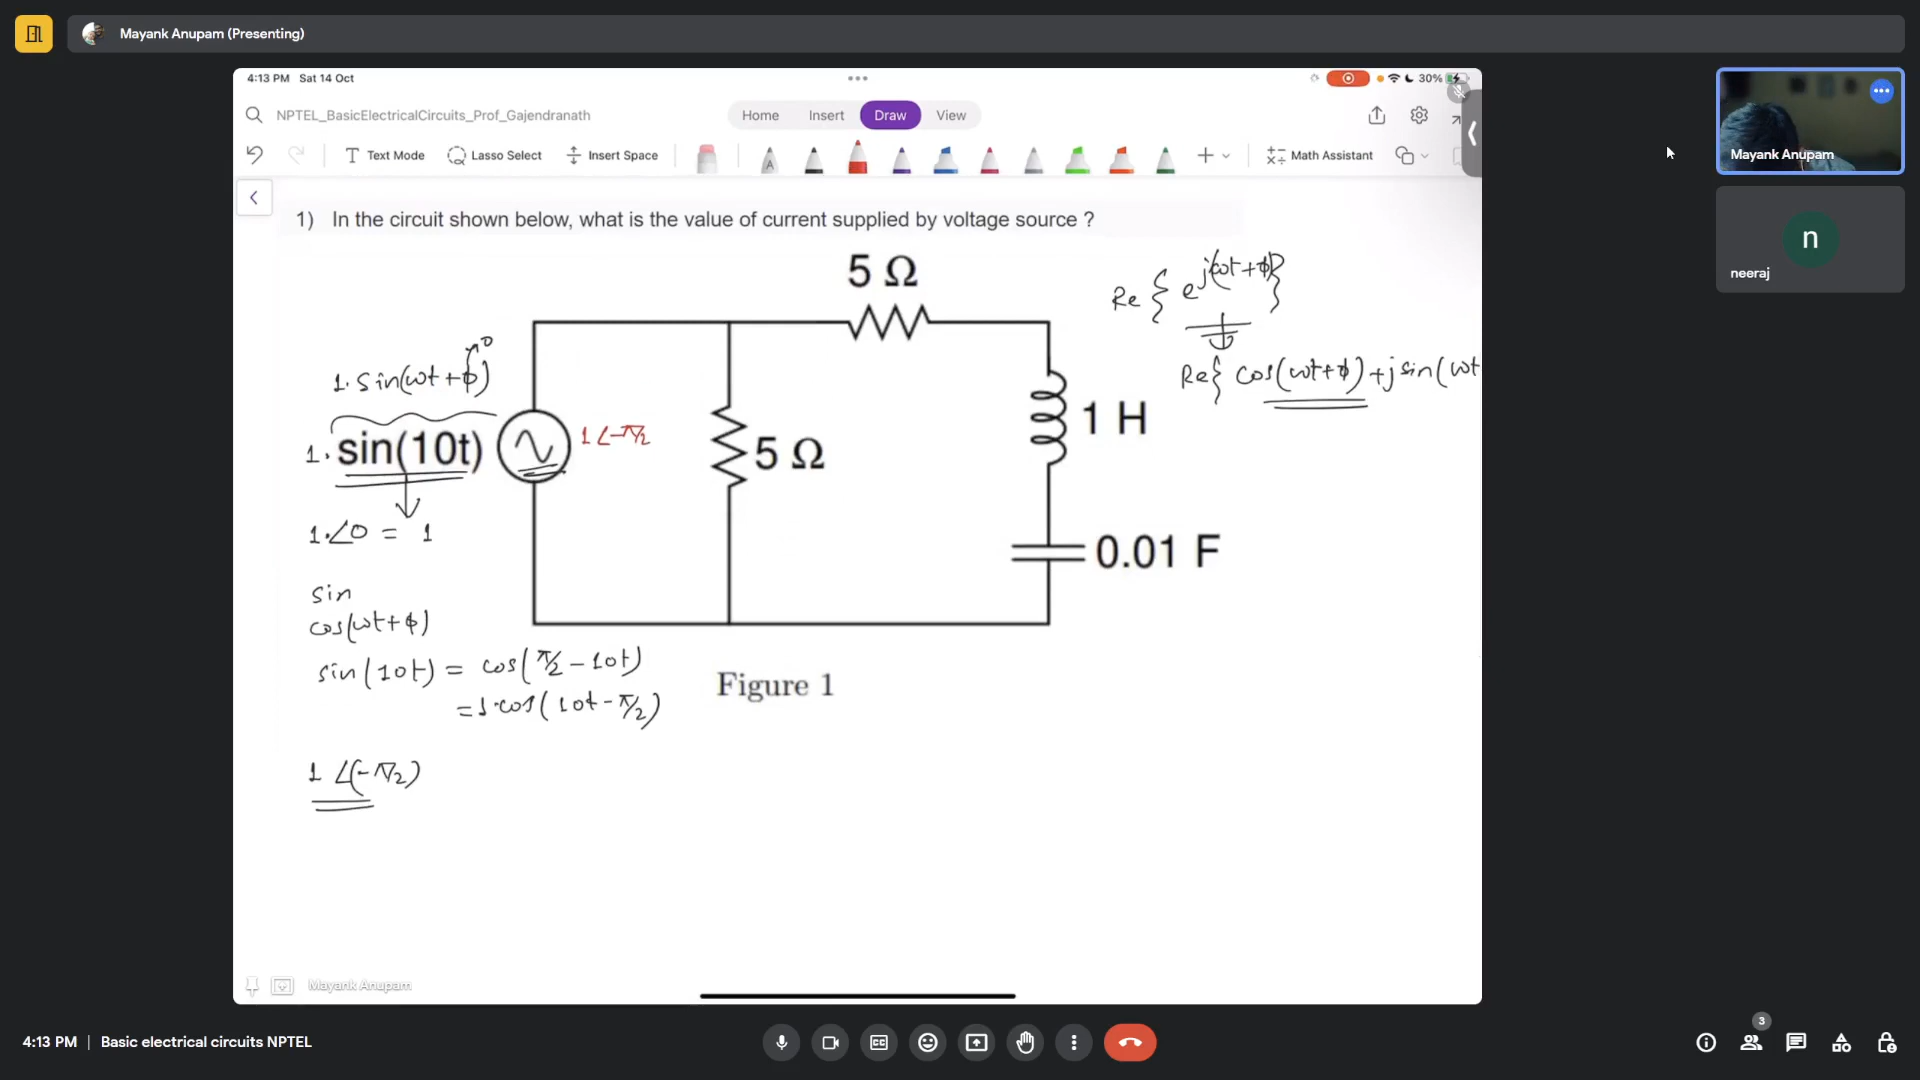 Mayank Anupam (Presenting)
4:13 PM Sat 14 Oct
30%
NPTEL_BasicElectricalCircuits_Prof_Gajendranath
Home Insert Draw View
Text Mode Lasso Select Insert Space Math Assistant
Mayank Anupam
n
neeraj
1) In the circuit shown below, what is the value of current supplied by voltage source ?
5 Ω
Re { e^j(ωt+ϕ) }
1. sin(ωt + ϕ) 0
Re { cos(ωt+ϕ) + j sin(ωt
1. sin(10t)
1∠-π/2
5 Ω
1 H
1.∠0 = 1
0.01 F
sin
cos(ωt+ϕ)
sin(10t) = cos(π/2 - 10t)
= 1.cos(10t - π/2)
Figure 1
1 ∠(-π/2)
Mayank Anupam
4:13 PM | Basic electrical circuits NPTEL
3